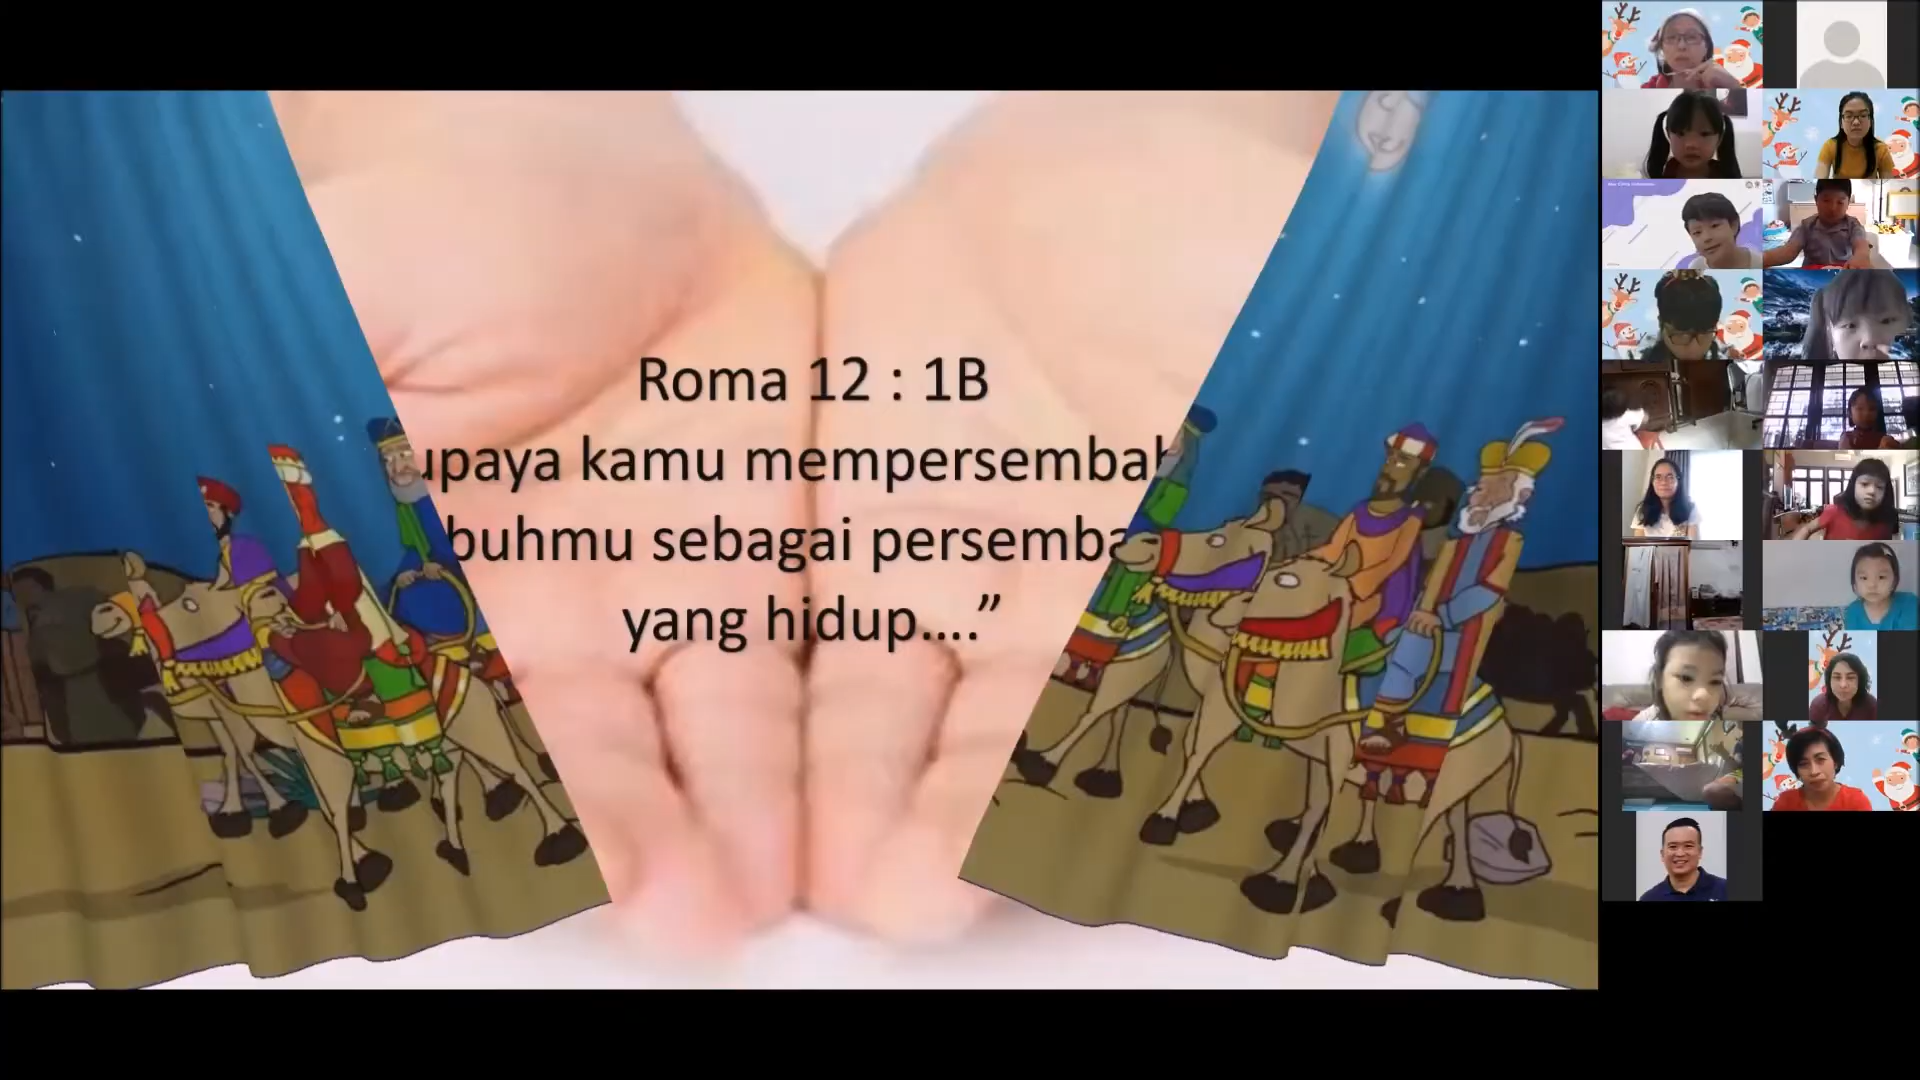 Roma 12 : 1B
upaya kamu mempersembah
buhmu sebagai persemba
yang hidup....”